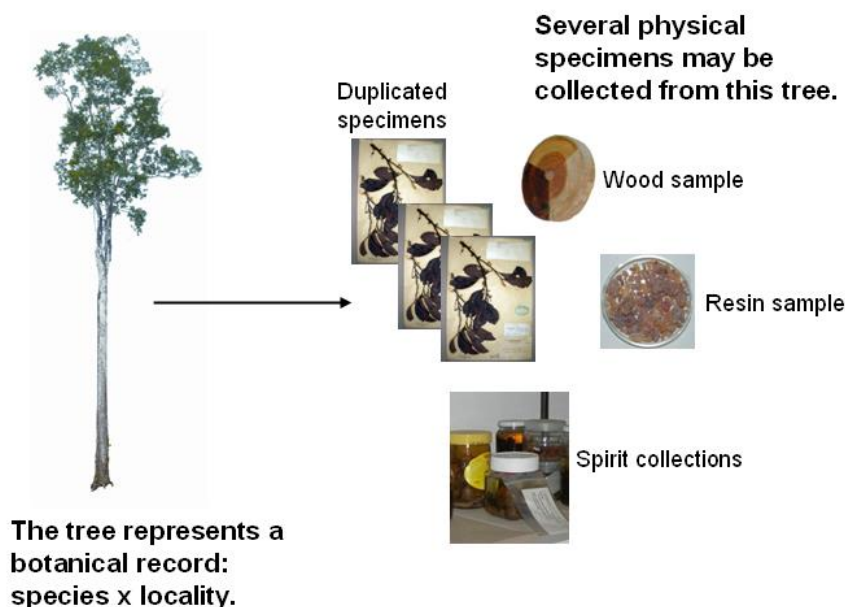 Several physical
specimens may be
collected from this tree.
Duplicated
specimens
Wood sample
Resin sample
Spirit collections
The tree represents a
botanical record:
species x locality.